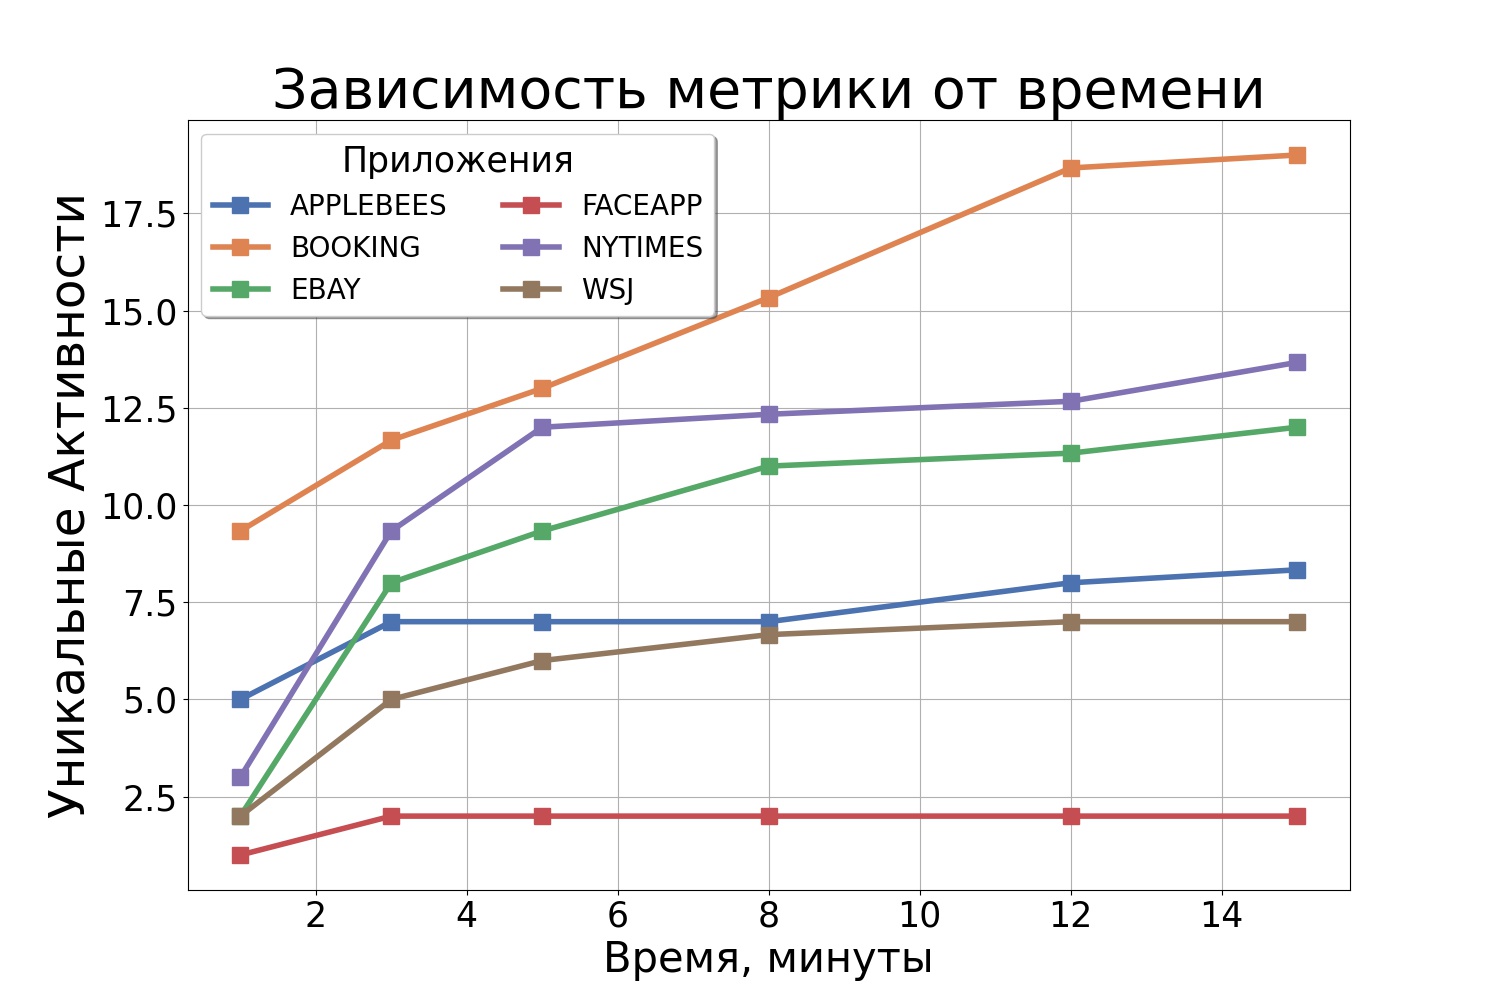 Зависимость метрики от времени
Приложения
APPLEBEES FACEAPP
BOOKING NYTIMES
EBAY WSJ
Уникальные Активности
17.5
15.0
12.5
10.0
7.5
5.0
2.5
2 4 6 8 10 12 14
Время, минуты